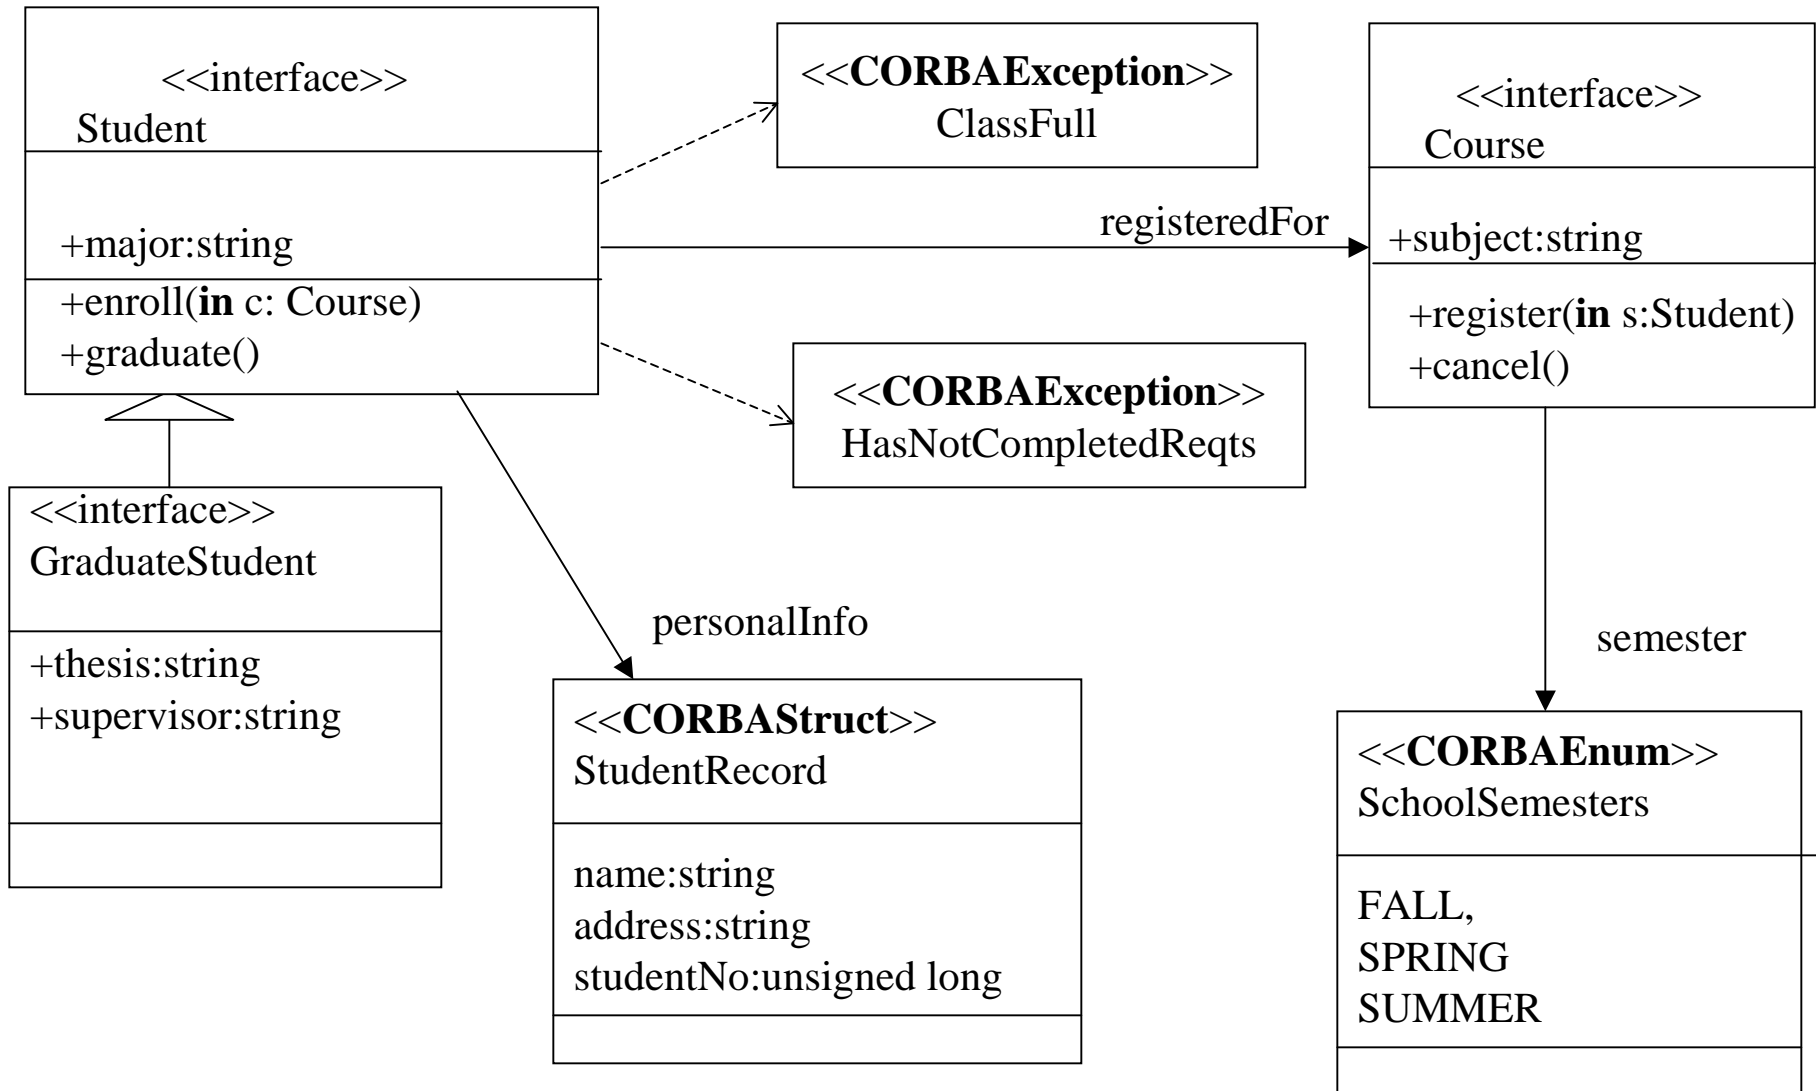 <<interface>>
Student
+major:string
+enroll(in c: Course)
+graduate()
<<CORBAException>>
ClassFull
registeredFor
<<interface>>
Course
+subject:string
+register(in s:Student)
+cancel()
<<CORBAException>>
HasNotCompletedReqts
<<interface>>
GraduateStudent
+thesis:string
+supervisor:string
personalInfo
<<CORBAStruct>>
StudentRecord
name:string
address:string
studentNo:unsigned long
semester
<<CORBAEnum>>
SchoolSemesters
FALL,
SPRING
SUMMER